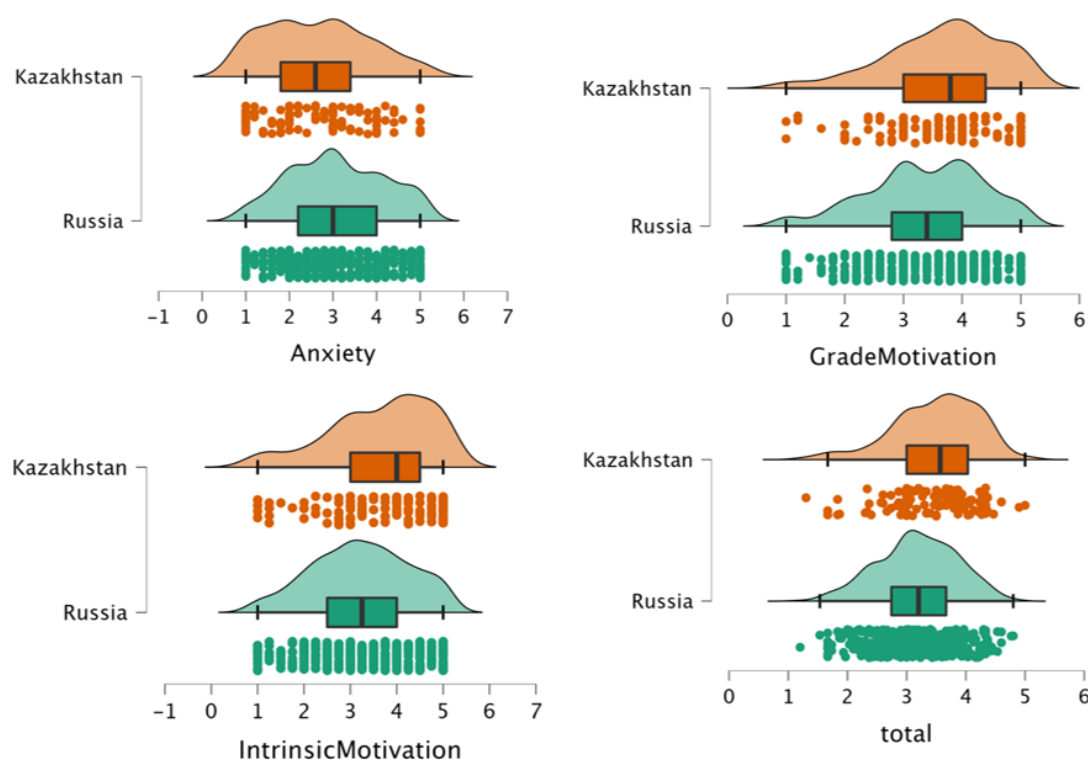 Kazakhstan
Russia
-1 0 1 2 3 4 5 6 7
Anxiety
Kazakhstan
Russia
0 1 2 3 4 5 6
GradeMotivation
Kazakhstan
Russia
-1 0 1 2 3 4 5 6 7
IntrinsicMotivation
Kazakhstan
Russia
0 1 2 3 4 5 6
total